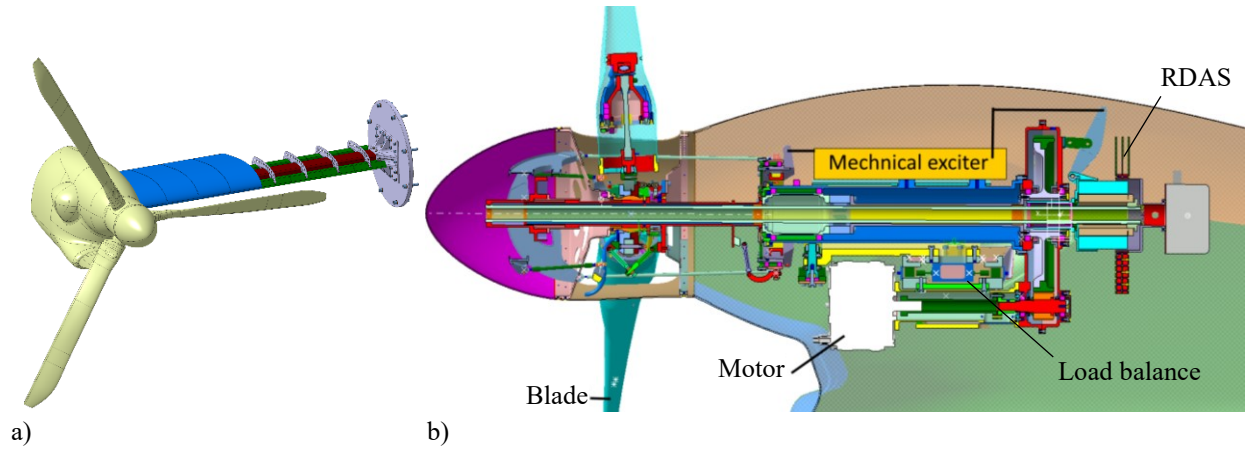 RDAS
Mechnical exciter
Motor
Load balance
Blade
a)
b)